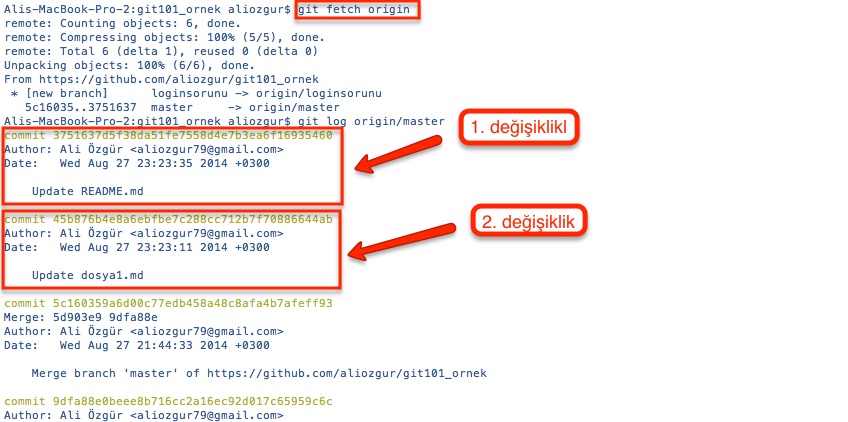 Alis-MacBook-Pro-2:git101_ornek aliozgur$ git fetch origin
remote: Counting objects: 6, done.
remote: Compressing objects: 100% (5/5), done.
remote: Total 6 (delta 1), reused 0 (delta 0)
Unpacking objects: 100% (6/6), done.
From https://github.com/aliozgur/git101_ornek
 * [new branch]      loginsorunu -> origin/loginsorunu
   5c16035..3751637  master     -> origin/master
Alis-MacBook-Pro-2:git101_ornek aliozgur$ git log origin/master
commit 3751637d5f38da51fe7558d4e7b3ea6f16935460
1. değişiklikl
Author: Ali Özgür <aliozgur79@gmail.com>
Date:   Wed Aug 27 23:23:35 2014 +0300
    Update README.md
commit 45b876b4e8a6ebfbe7c288cc712b7f70886644ab
2. değişiklik
Author: Ali Özgür <aliozgur79@gmail.com>
Date:   Wed Aug 27 23:23:11 2014 +0300
    Update dosya1.md
commit 5c160359a6d00c77edb458a48c8afa4b7afeff93
Merge: 5d903e9 9dfa88e
Author: Ali Özgür <aliozgur79@gmail.com>
Date:   Wed Aug 27 21:44:33 2014 +0300
    Merge branch 'master' of https://github.com/aliozgur/git101_ornek
commit 9dfa88e0beee8b716cc2a16ec92d017c65959c6c
Author: Ali Özgür <aliozgur79@gmail.com>